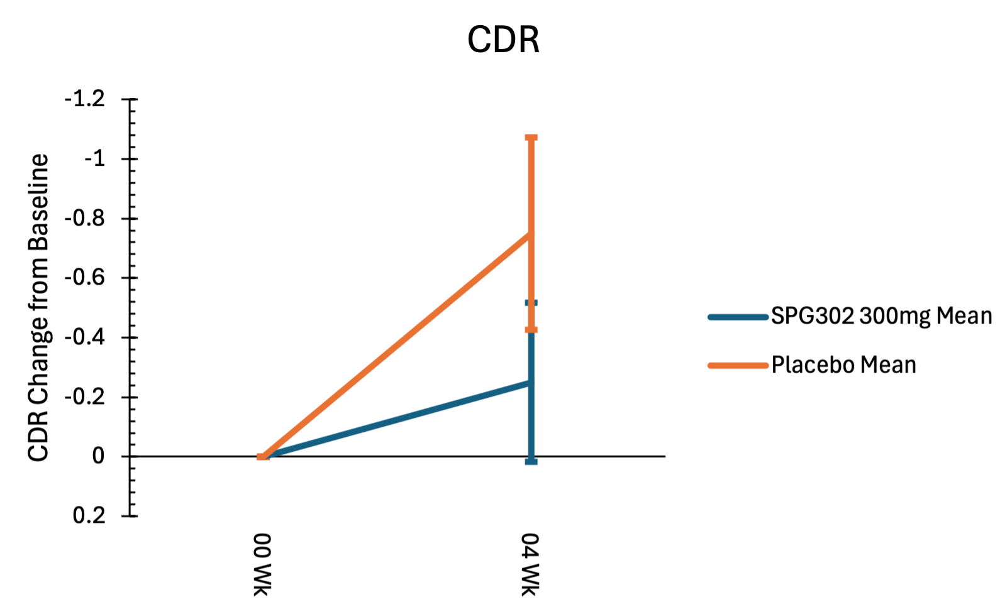 CDR
CDR Change from Baseline
-1.2
-1
-0.8
-0.6
-0.4
-0.2
0
0.2
00 Wk
04 Wk
SPG302 300mg Mean
Placebo Mean